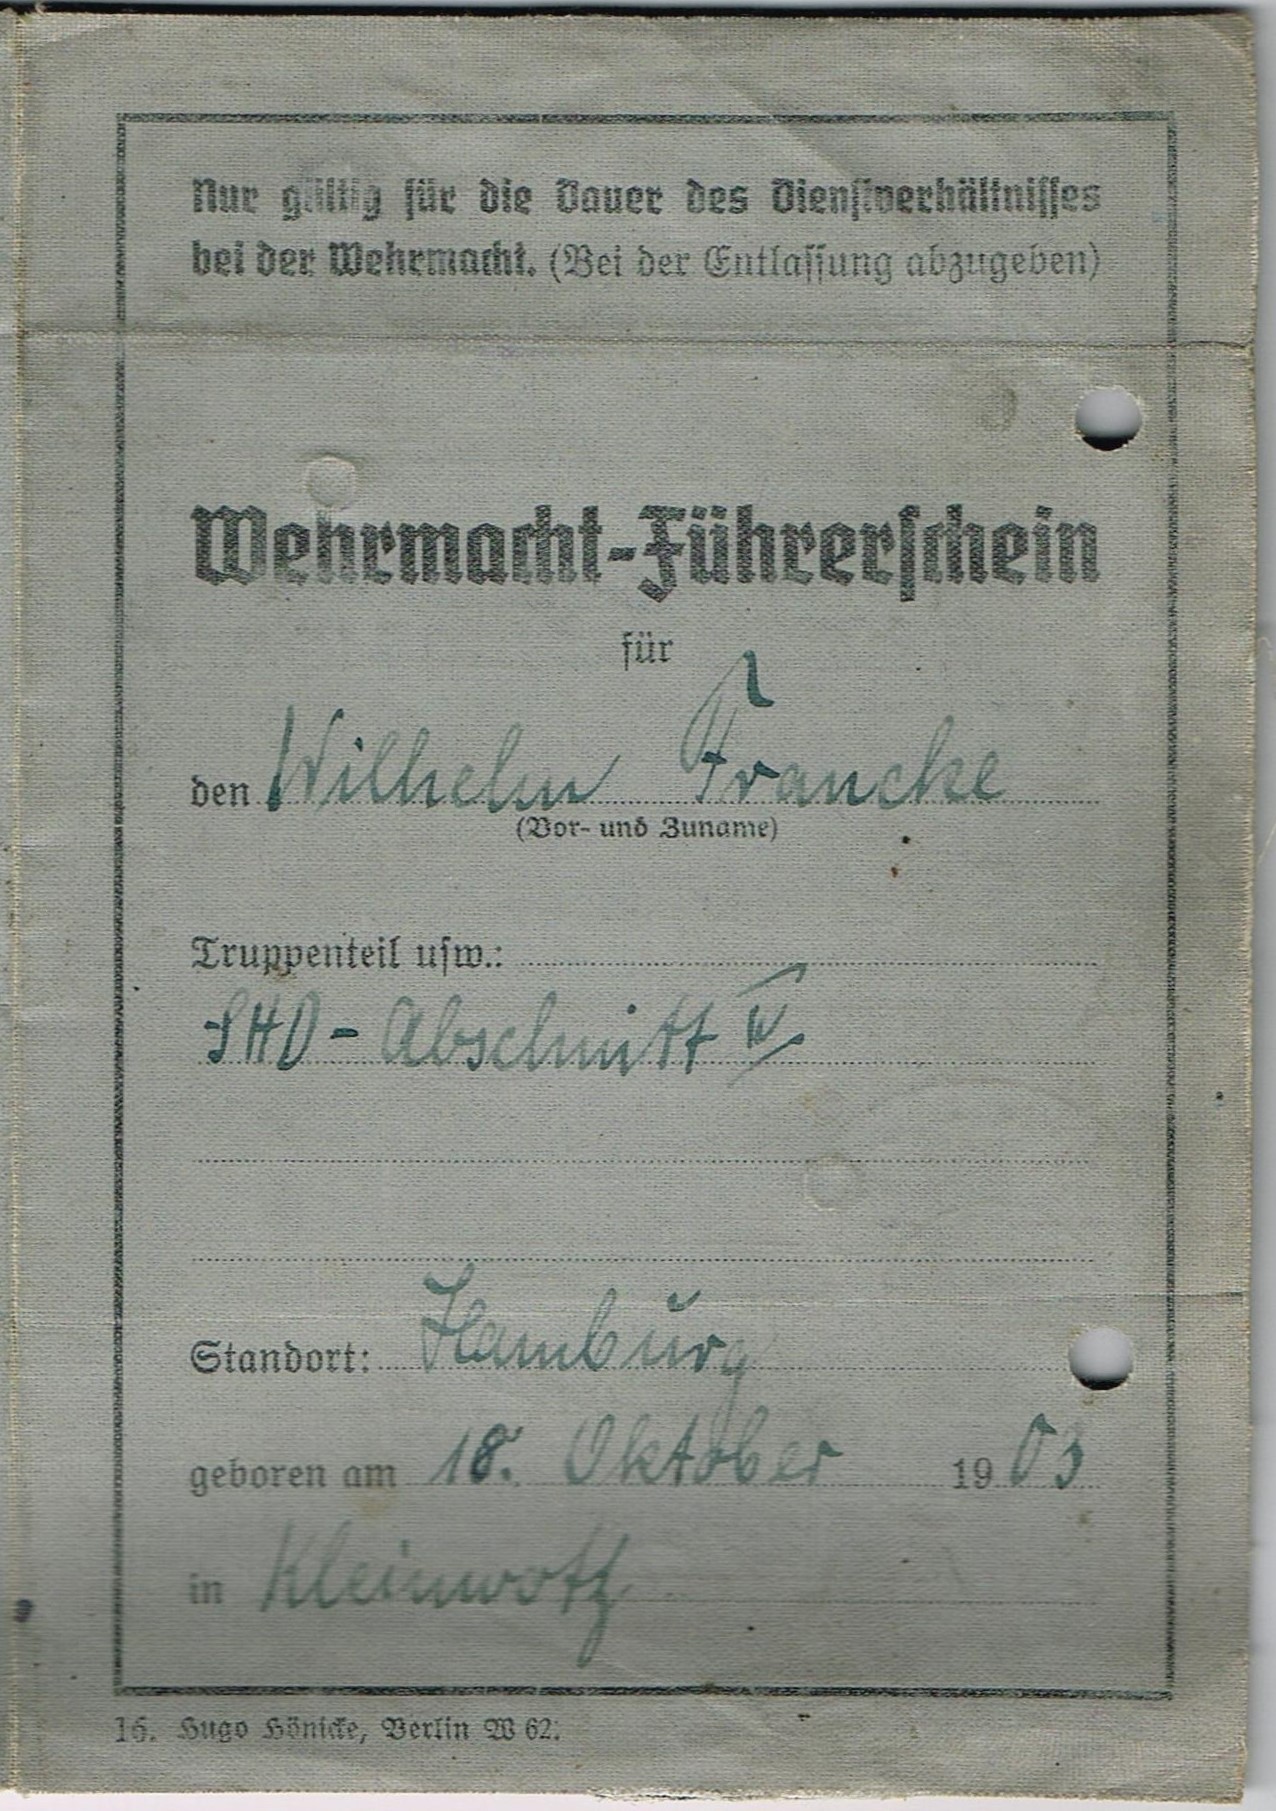 Nur gültig für die Dauer des Dienstverhältnisses
bei der Wehrmacht. (Bei der Entlassung abzugeben)
Wehrmacht-Führerschein
für
den Wilhelm Francke
(Vor- und Zuname)
Truppenteil usw.:
SHD - Abschnitt IV.
Standort: Hamburg
geboren am 18. Oktober 1903
in
16. Hugo Hönicke, Berlin W 62.